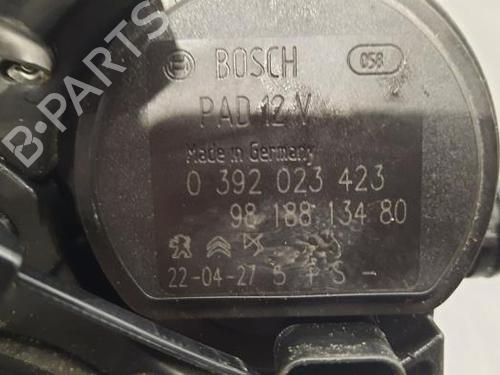 BOSCH 058
PAD 12 V
Made in Germany
0 392 023 423
98 188 134 80
22-04-27 S F S -
B-PARTS